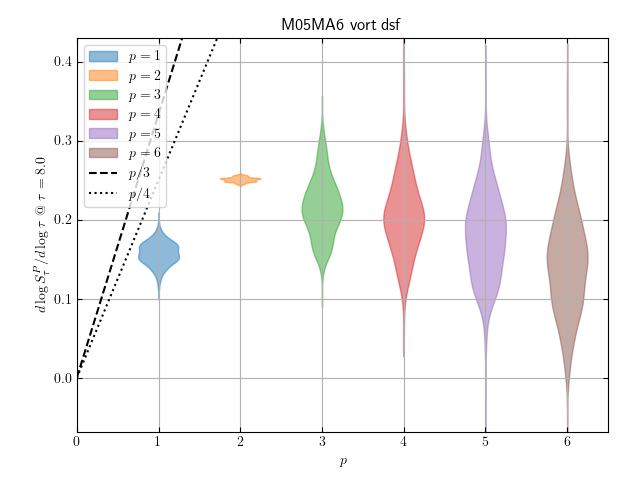 M05MA6 vort dsf
p = 1
p = 2
p = 3
p = 4
p = 5
p = 6
p/3
p/4
d log S_τ^P / d log τ @ τ = 8.0
0.4
0.3
0.2
0.1
0.0
0 1 2 3 4 5 6
p